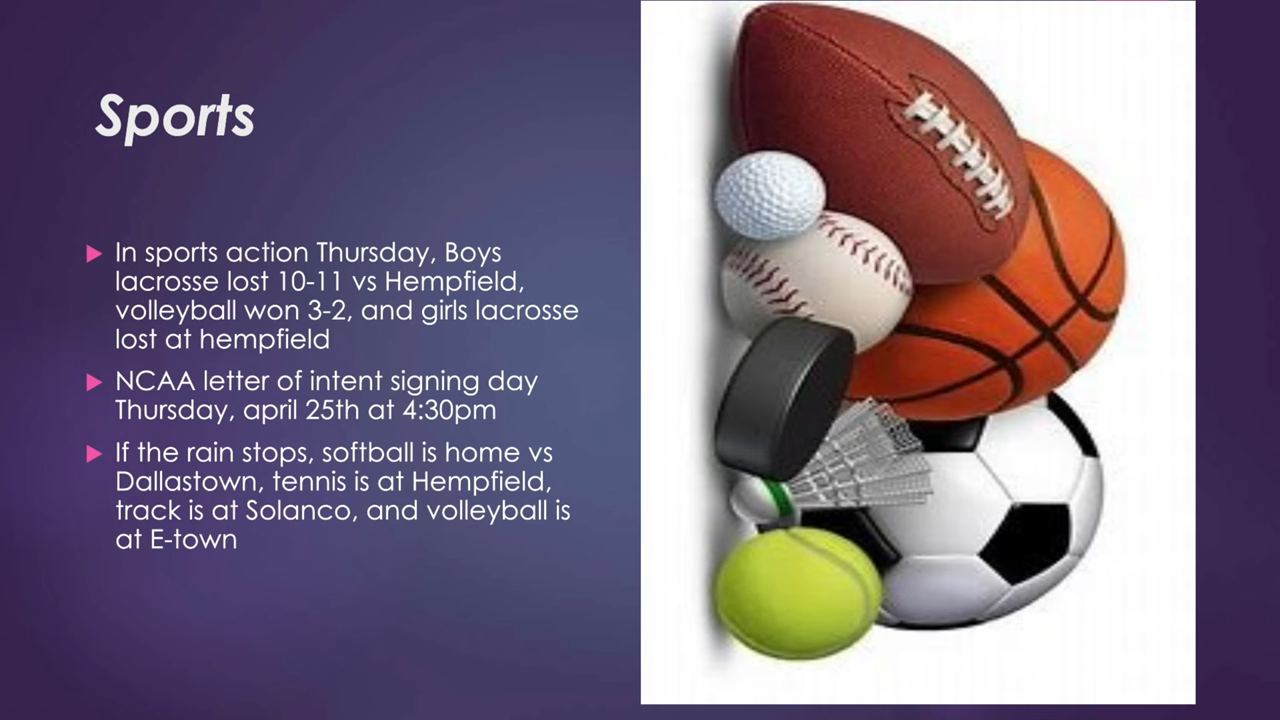 Sports
In sports action Thursday, Boys
lacrosse lost 10-11 vs Hempfield,
volleyball won 3-2, and girls lacrosse
lost at hempfield
NCAA letter of intent signing day
Thursday, april 25th at 4:30pm
If the rain stops, softball is home vs
Dallastown, tennis is at Hempfield,
track is at Solanco, and volleyball is
at E-town